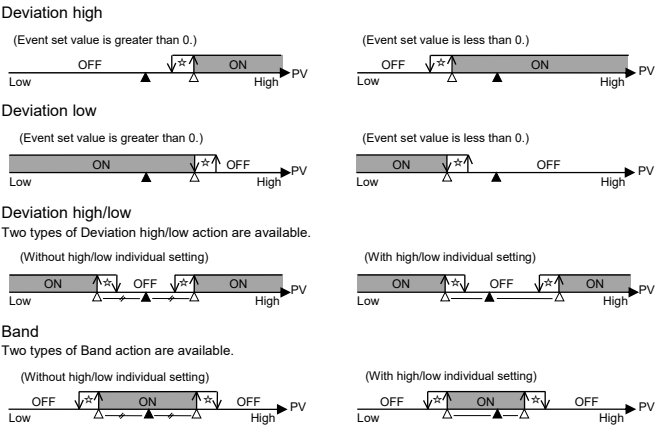 Deviation high
(Event set value is greater than 0.) (Event set value is less than 0.)
OFF ☆ ON PV OFF ☆ ON PV
Low High Low High
Deviation low
(Event set value is greater than 0.) (Event set value is less than 0.)
ON ☆ OFF PV ON ☆ OFF PV
Low High Low High
Deviation high/low
Two types of Deviation high/low action are available.
(Without high/low individual setting) (With high/low individual setting)
ON ☆ OFF ☆ ON PV ON ☆ OFF ☆ ON PV
Low High Low High
Band
Two types of Band action are available.
(Without high/low individual setting) (With high/low individual setting)
OFF ☆ ON ☆ OFF PV OFF ☆ ON ☆ OFF PV
Low High Low High